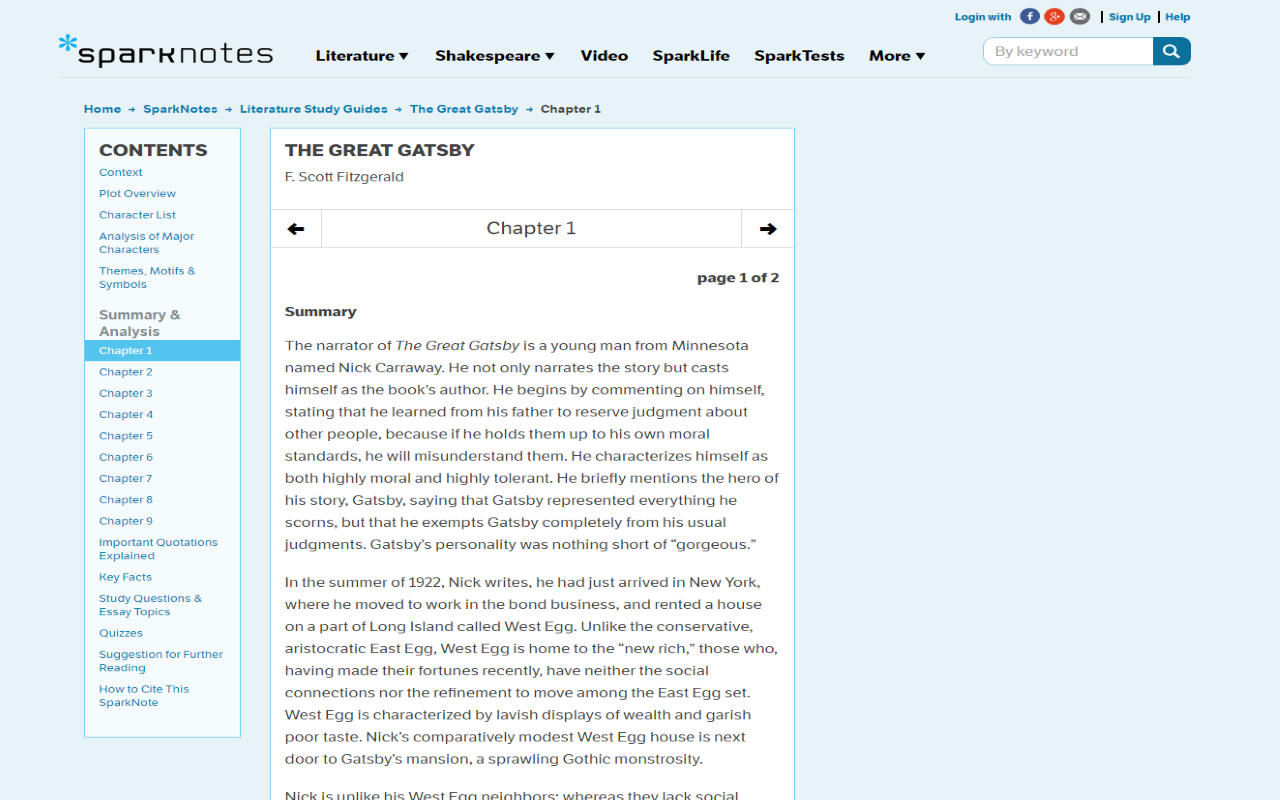 Login with | Sign Up | Help
*sparknotes
Literature ▼ Shakespeare ▼ Video SparkLife SparkTests More ▼
By keyword
Home → SparkNotes → Literature Study Guides → The Great Gatsby → Chapter 1
CONTENTS
Context
Plot Overview
Character List
Analysis of Major
Characters
Themes, Motifs &
Symbols
Summary &
Analysis
Chapter 1
Chapter 2
Chapter 3
Chapter 4
Chapter 5
Chapter 6
Chapter 7
Chapter 8
Chapter 9
Important Quotations
Explained
Key Facts
Study Questions &
Essay Topics
Quizzes
Suggestion for Further
Reading
How to Cite This
SparkNote
THE GREAT GATSBY
F. Scott Fitzgerald
← Chapter 1 →
page 1 of 2
Summary
The narrator of The Great Gatsby is a young man from Minnesota
named Nick Carraway. He not only narrates the story but casts
himself as the book’s author. He begins by commenting on himself,
stating that he learned from his father to reserve judgment about
other people, because if he holds them up to his own moral
standards, he will misunderstand them. He characterizes himself as
both highly moral and highly tolerant. He briefly mentions the hero of
his story, Gatsby, saying that Gatsby represented everything he
scorns, but that he exempts Gatsby completely from his usual
judgments. Gatsby’s personality was nothing short of “gorgeous.”
In the summer of 1922, Nick writes, he had just arrived in New York,
where he moved to work in the bond business, and rented a house
on a part of Long Island called West Egg. Unlike the conservative,
aristocratic East Egg, West Egg is home to the “new rich,” those who,
having made their fortunes recently, have neither the social
connections nor the refinement to move among the East Egg set.
West Egg is characterized by lavish displays of wealth and garish
poor taste. Nick’s comparatively modest West Egg house is next
door to Gatsby’s mansion, a sprawling Gothic monstrosity.
Nick is unlike his West Egg neighbors; whereas they lack social